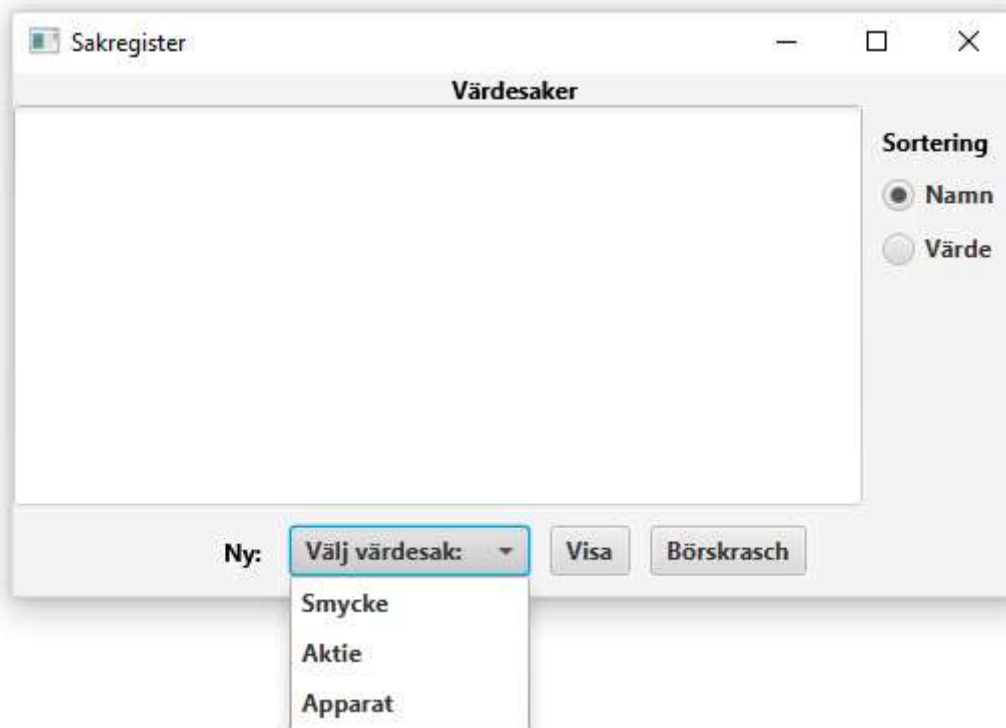 Sakregister
Värdesaker
Sortering
Namn
Värde
Ny: Välj värdesak: Visa Börskrasch
Smycke
Aktie
Apparat